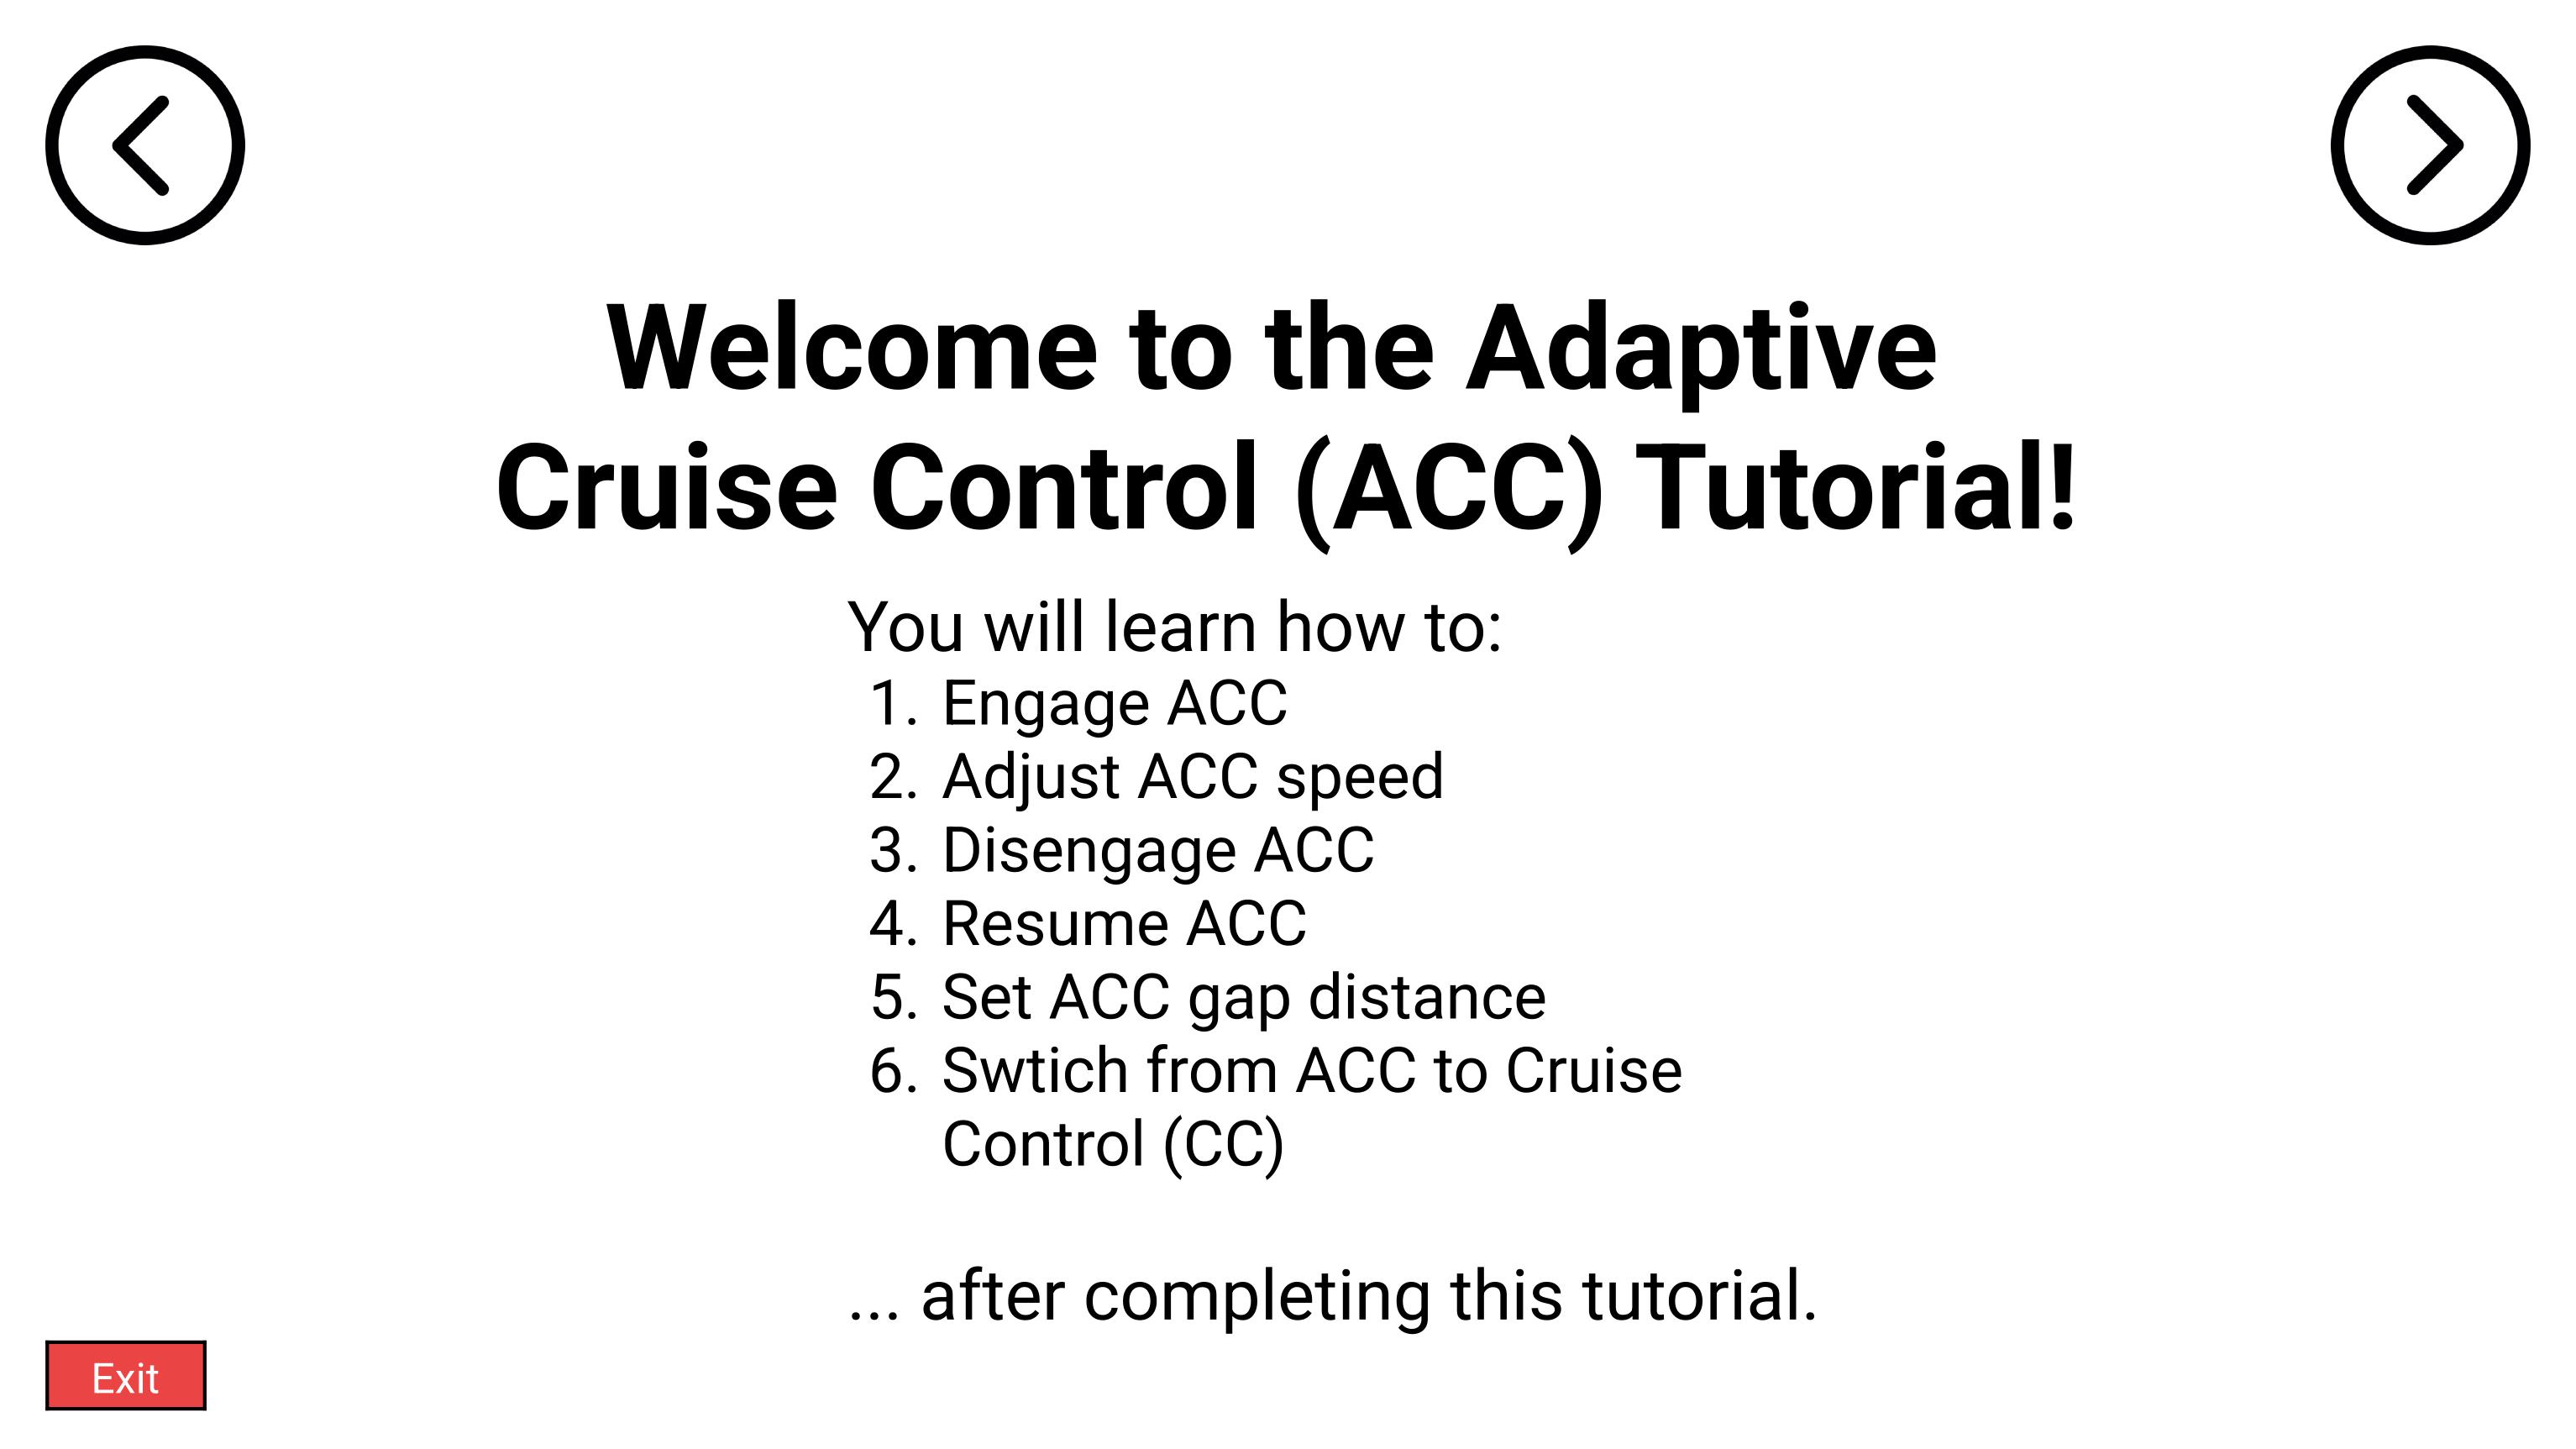 Welcome to the Adaptive
Cruise Control (ACC) Tutorial!
You will learn how to:
1. Engage ACC
2. Adjust ACC speed
3. Disengage ACC
4. Resume ACC
5. Set ACC gap distance
6. Swtich from ACC to Cruise
Control (CC)
... after completing this tutorial.
Exit